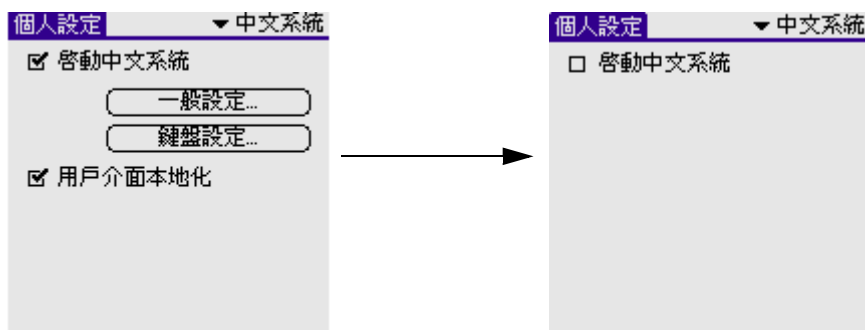 個人設定 中文系統
啓動中文系統
一般設定...
鍵盤設定...
用戶介面本地化
個人設定 中文系統
啓動中文系統